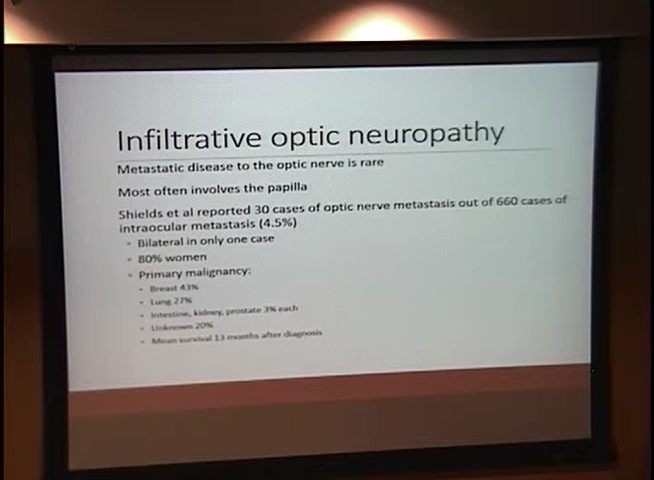 Infiltrative optic neuropathy
Metastatic disease to the optic nerve is rare
Most often involves the papilla
Shields et al reported 30 cases of optic nerve metastasis out of 660 cases of
intraocular metastasis (4.5%)
Bilateral in only one case
80% women
Primary malignancy:
Breast 43%
Lung 27%
Intestine, kidney, prostate 3% each
Unknown 20%
Mean survival 13 months after diagnosis